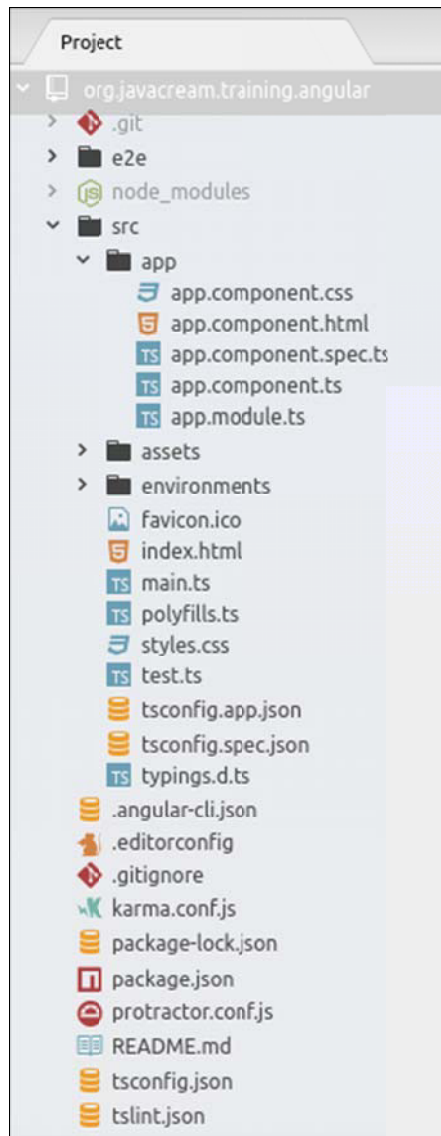 Project
org.javacream.training.angular
.git
e2e
node_modules
src
app
app.component.css
app.component.html
app.component.spec.ts
app.component.ts
app.module.ts
assets
environments
favicon.ico
index.html
main.ts
polyfills.ts
styles.css
test.ts
tsconfig.app.json
tsconfig.spec.json
typings.d.ts
.angular-cli.json
.editorconfig
.gitignore
karma.conf.js
package-lock.json
package.json
protractor.conf.js
README.md
tsconfig.json
tslint.json